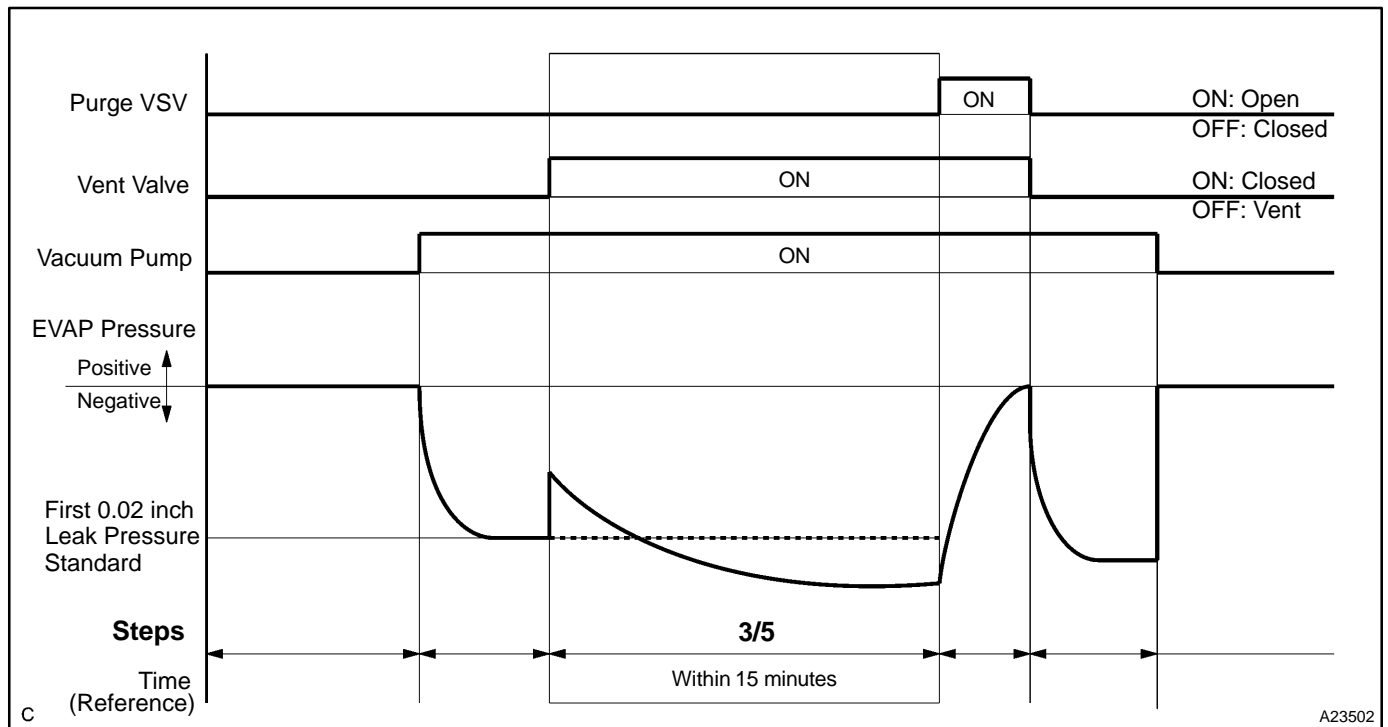 Purge VSV
ON
ON: Open
OFF: Closed
Vent Valve
ON
ON: Closed
OFF: Vent
Vacuum Pump
ON
EVAP Pressure
Positive
Negative
First 0.02 inch
Leak Pressure
Standard
Steps
3/5
Time
(Reference)
Within 15 minutes
C
A23502